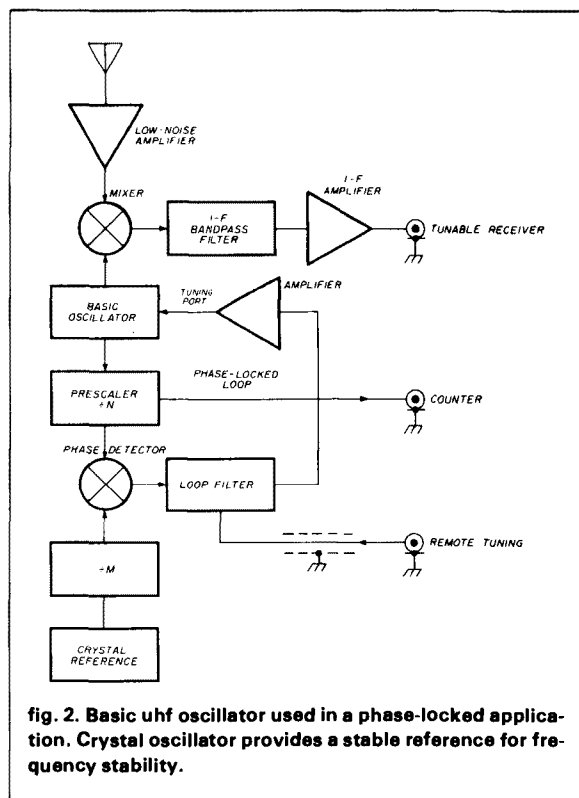 LOW-NOISE
AMPLIFIER
MIXER
I-F
BANDPASS
FILTER
I-F
AMPLIFIER
TUNABLE RECEIVER
BASIC
OSCILLATOR
TUNING
PORT
AMPLIFIER
PRESCALER
÷N
PHASE-LOCKED
LOOP
COUNTER
PHASE DETECTOR
LOOP FILTER
REMOTE TUNING
÷M
CRYSTAL
REFERENCE
fig. 2. Basic uhf oscillator used in a phase-locked applica-
tion. Crystal oscillator provides a stable reference for fre-
quency stability.